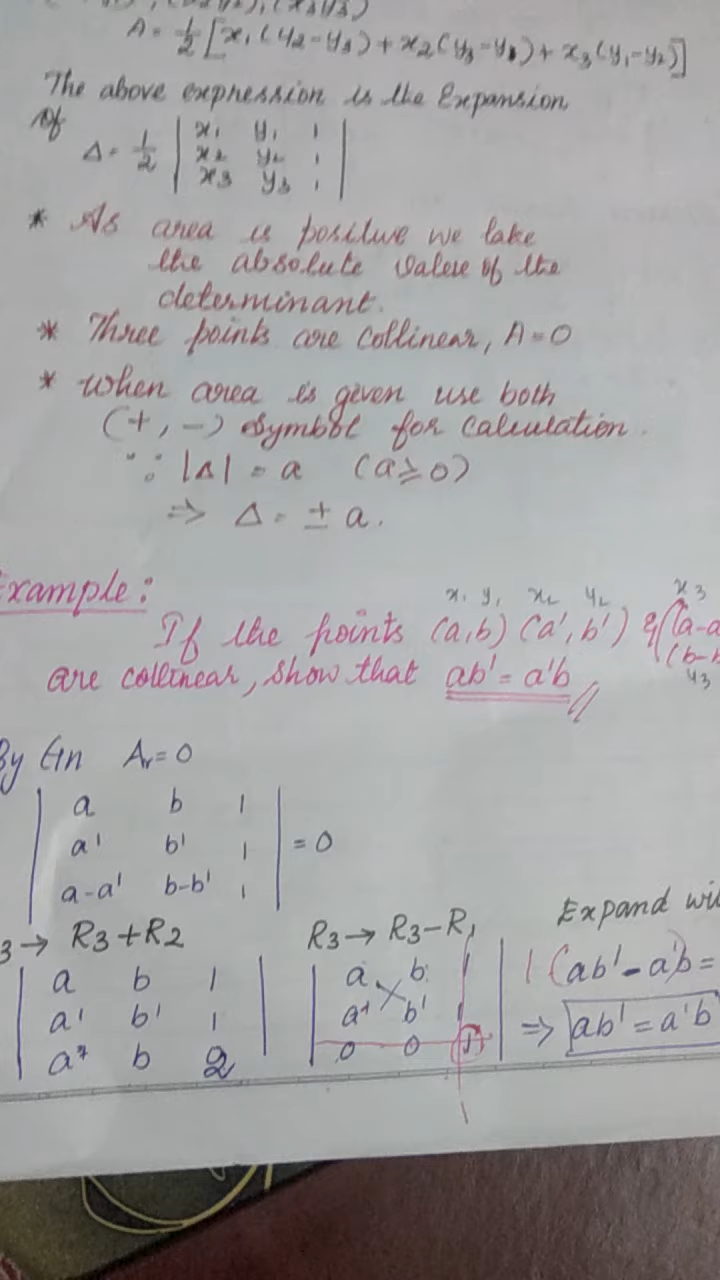 A = 1/2 [x₁(y₂-y₃) + x₂(y₃-y₁) + x₃(y₁-y₂)]
The above expression is the Expansion
Of
Δ = 1/2 | x₁ y₁ 1 |
| x₂ y₂ 1 |
| x₃ y₃ 1 |
* As area is positive we take
the absolute value of the
determinant.
* Three points are collinear, A=0
* When area is given use both
(+, -) symbol for calculation.
∵ |Δ| = a (a≥0)
⇒ Δ = ± a.
Example:
x₁ y₁ x₂ y₂ x₃
If the points (a,b) (a',b') & (a-a
(b-b
are collinear, show that ab' = a'b
y₃
By Gn Ar = 0
| a b 1 |
| a' b' 1 | = 0
| a-a' b-b' 1 |
3 → R3+R2 R3 → R3-R1 Expand
| a b 1 | | a b 1 | 1(ab'-a'b =
| a' b' 1 | | a' b' 1 | ⇒ ab' = a'b
| a b 2 | | 0 0 1 |